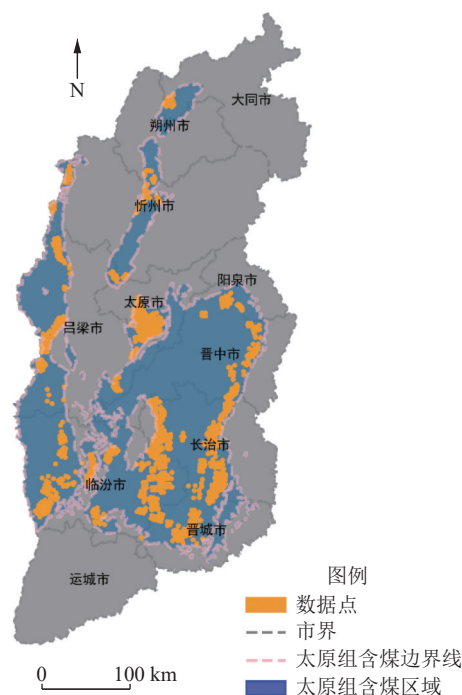 N
大同市
朔州市
忻州市
阳泉市
太原市
吕梁市
晋中市
长治市
临汾市
晋城市
运城市
图例
数据点
市界
太原组含煤边界线
太原组含煤区域
0 100 km